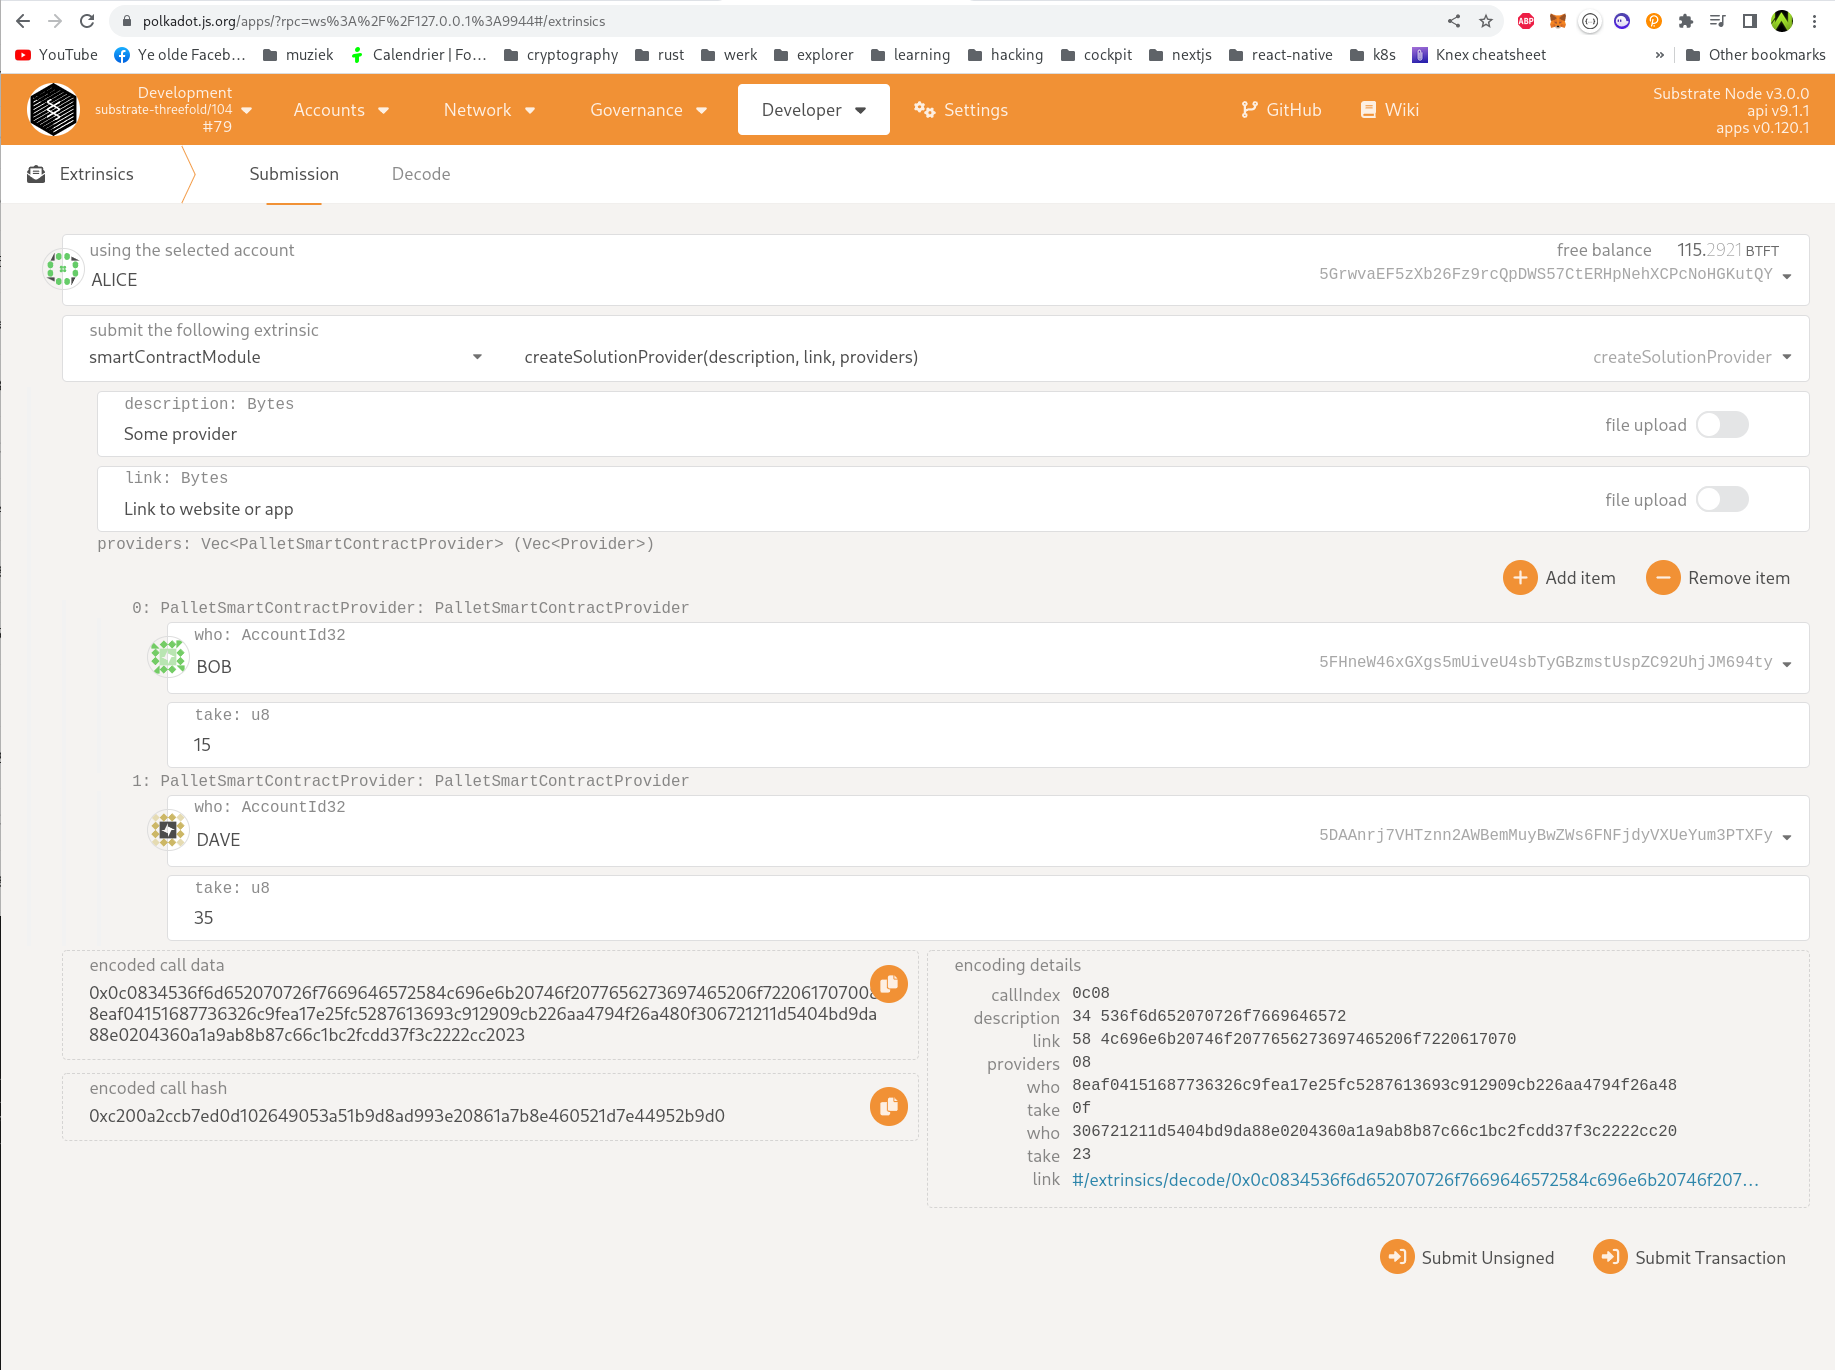 polkadot.js.org/apps/?rpc=ws%3A%2F%2F127.0.0.1%3A9944#/extrinsics
ABP
YouTube Ye olde Faceb... muziek Calendrier | Fo... cryptography rust werk explorer learning hacking cockpit nextjs react-native k8s Knex cheatsheet » Other bookmarks
Development
substrate-threefold/104
#79
Accounts Network Governance Developer Settings GitHub Wiki
Substrate Node v3.0.0
api v9.1.1
apps v0.120.1
Extrinsics Submission Decode
using the selected account
ALICE
free balance 115.2921 BTFT
5GrwvaEF5zXb26Fz9rcQpDWS57CtERHpNehXCPcNoHGKutQY
submit the following extrinsic
smartContractModule
createSolutionProvider(description, link, providers)
createSolutionProvider
description: Bytes
Some provider
file upload
link: Bytes
Link to website or app
file upload
providers: Vec<PalletSmartContractProvider> (Vec<Provider>)
Add item Remove item
0: PalletSmartContractProvider: PalletSmartContractProvider
who: AccountId32
BOB
5FHneW46xGXgs5mUiveU4sbTyGBzmstUspZC92UhjJM694ty
take: u8
15
1: PalletSmartContractProvider: PalletSmartContractProvider
who: AccountId32
DAVE
5DAAnrj7VHTznn2AWBemMuyBwZWs6FNFjdyVXUeYum3PTXFy
take: u8
35
encoded call data
0x0c0834536f6d652070726f7669646572584c696e6b20746f2077656273697465206f722061707008
8eaf04151687736326c9fea17e25fc5287613693c912909cb226aa4794f26a480f306721211d5404bd9da
88e0204360a1a9ab8b87c66c1bc2fcdd37f3c2222cc2023
encoded call hash
0xc200a2ccb7ed0d102649053a51b9d8ad993e20861a7b8e460521d7e44952b9d0
encoding details
callIndex 0c08
description 34 536f6d652070726f7669646572
link 58 4c696e6b20746f2077656273697465206f7220617070
providers 08
who 8eaf04151687736326c9fea17e25fc5287613693c912909cb226aa4794f26a48
take 0f
who 306721211d5404bd9da88e0204360a1a9ab8b87c66c1bc2fcdd37f3c2222cc20
take 23
link #/extrinsics/decode/0x0c0834536f6d652070726f7669646572584c696e6b20746f207...
Submit Unsigned Submit Transaction